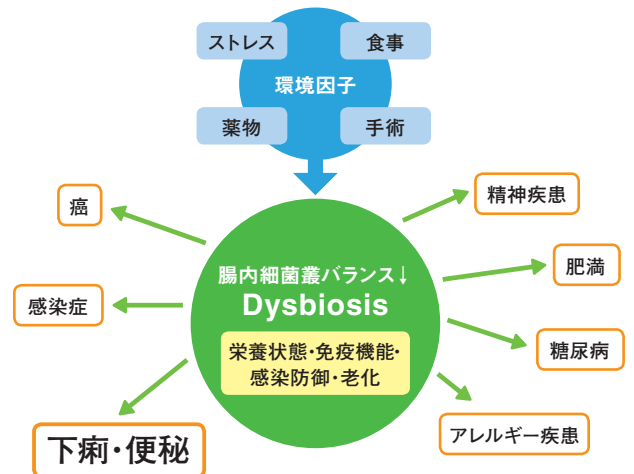 ストレス
食事
環境因子
薬物
手術
癌
精神疾患
感染症
腸内細菌叢バランス↓
Dysbiosis
肥満
栄養状態・免疫機能・
感染防御・老化
糖尿病
下痢・便秘
アレルギー疾患